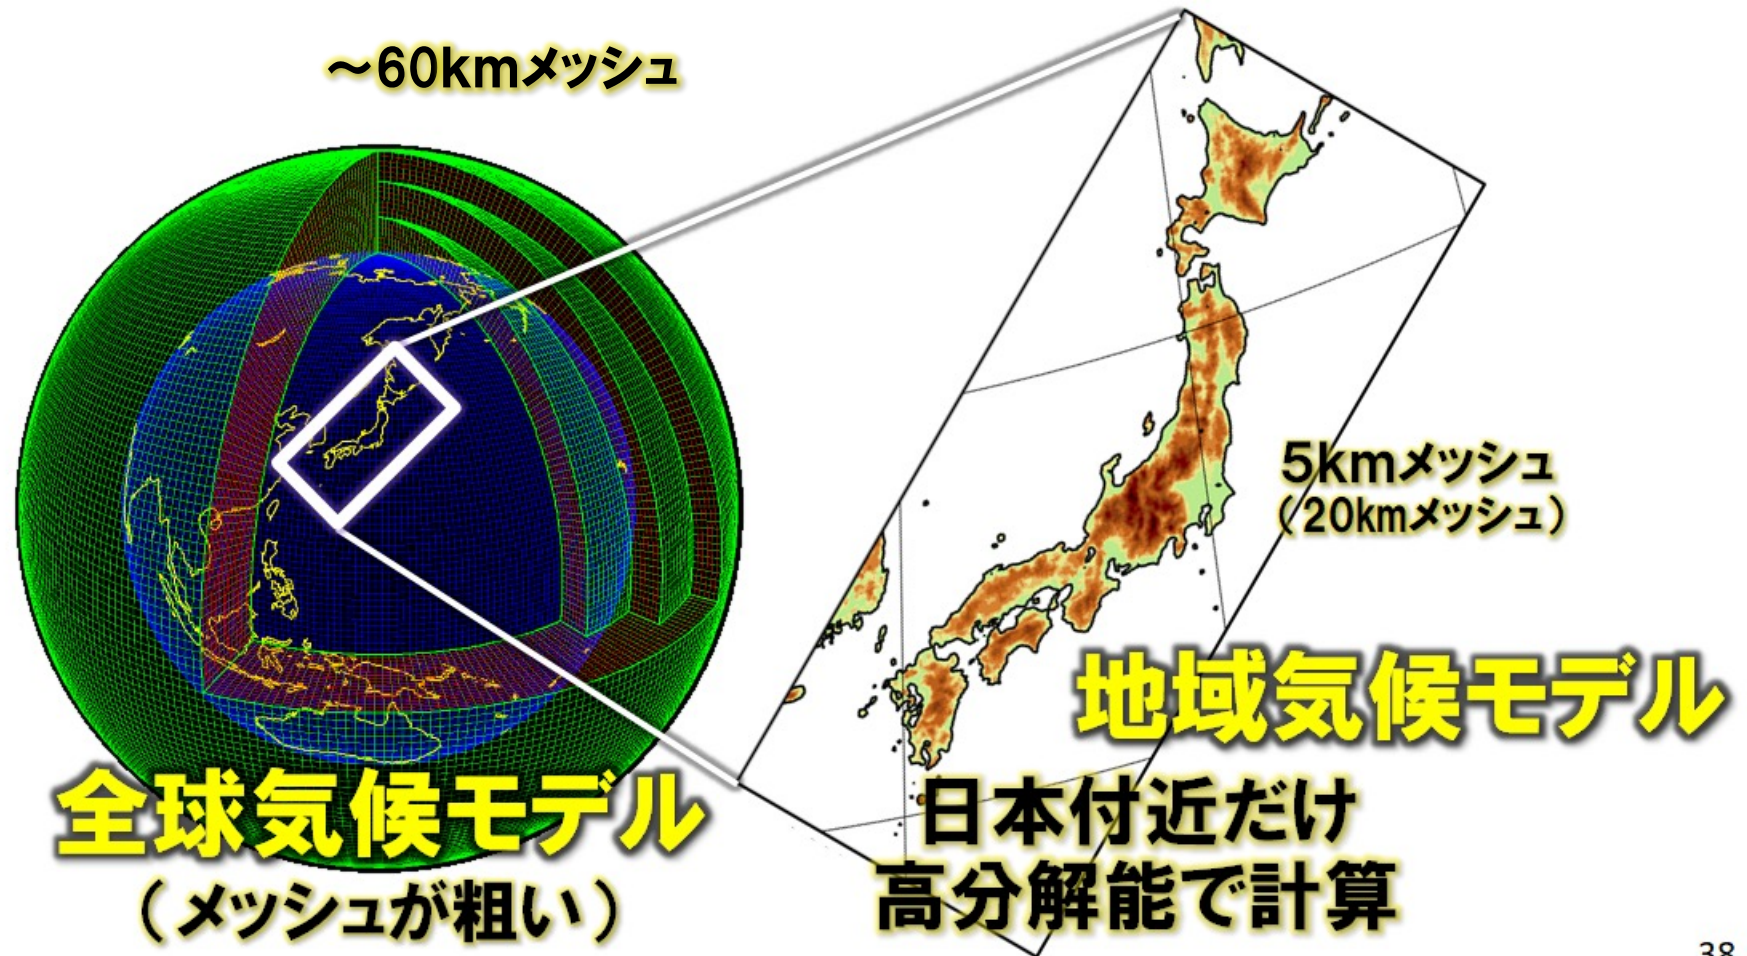 ～60kmメッシュ
全球気候モデル
（メッシュが粗い）
5kmメッシュ
（20kmメッシュ）
地域気候モデル
日本付近だけ
高分解能で計算
38